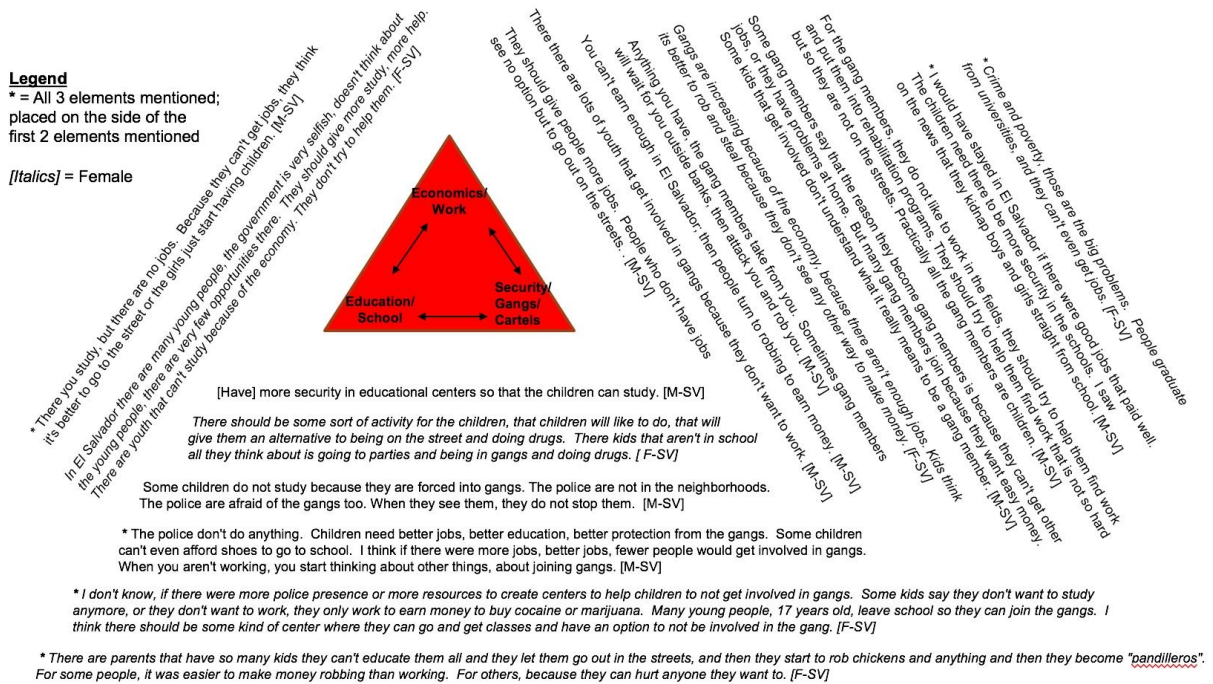 Legend
* = All 3 elements mentioned;
placed on the side of the
first 2 elements mentioned
[Italics] = Female
* There you study, but there are no jobs. Because they can't get jobs, they think
it's better to go to the street or the girls just start having children. [M-SV]
In El Salvador there are many young people, the government is very selfish, doesn't think about
the young people, there are very few opportunities there. They should give more study, more help.
There are youth that can't study because of the economy. They don't try to help them. [F-SV]
Economics/
Work
Education/
School
Security/
Gangs/
Cartels
They should give people more jobs. People who don't have jobs
see no option but to go out on the streets. . [M-SV]
There there are lots of youth that get involved in gangs because they don't want to work. [M-SV]
You can't earn enough in El Salvador; then people turn to robbing to earn money. [M-SV]
Anything you have, the gang members take from you. Sometimes gang members
will wait for you outside banks, then attack you and rob you. [M-SV]
Gangs are increasing because of the economy, because there aren't enough jobs. Kids think
its better to rob and steal because they don't see any other way to make money. [F-SV]
Some gang members say that the reason they become gang members is because they can't get other
jobs, or they have problems at home. But many gang members join because they want easy money.
Some kids that get involved don't understand what it really means to be a gang member. [M-SV]
For the gang members, they do not like to work in the fields, they should try to help them find work
and put them into rehabilitation programs. They should try to help them find work that is not so hard
but so they are not on the streets. Practically all the gang members are children. [M-SV]
* I would have stayed in El Salvador if there were good jobs that paid well.
The children need there to be more security in the schools. I saw
on the news that they kidnap boys and girls straight from school. [M-SV]
* Crime and poverty, those are the big problems. People graduate
from universities, and they can't even get jobs. [F-SV]
[Have] more security in educational centers so that the children can study. [M-SV]
There should be some sort of activity for the children, that children will like to do, that will
give them an alternative to being on the street and doing drugs. There kids that aren't in school
all they think about is going to parties and being in gangs and doing drugs. [ F-SV]
Some children do not study because they are forced into gangs. The police are not in the neighborhoods.
The police are afraid of the gangs too. When they see them, they do not stop them. [M-SV]
* The police don't do anything. Children need better jobs, better education, better protection from the gangs. Some children
can't even afford shoes to go to school. I think if there were more jobs, better jobs, fewer people would get involved in gangs.
When you aren't working, you start thinking about other things, about joining gangs. [M-SV]
* I don't know, if there were more police presence or more resources to create centers to help children to not get involved in gangs. Some kids say they don't want to study
anymore, or they don't want to work, they only work to earn money to buy cocaine or marijuana. Many young people, 17 years old, leave school so they can join the gangs. I
think there should be some kind of center where they can go and get classes and have an option to not be involved in the gang. [F-SV]
* There are parents that have so many kids they can't educate them all and they let them go out in the streets, and then they start to rob chickens and anything and then they become "pandilleros".
For some people, it was easier to make money robbing than working. For others, because they can hurt anyone they want to. [F-SV]